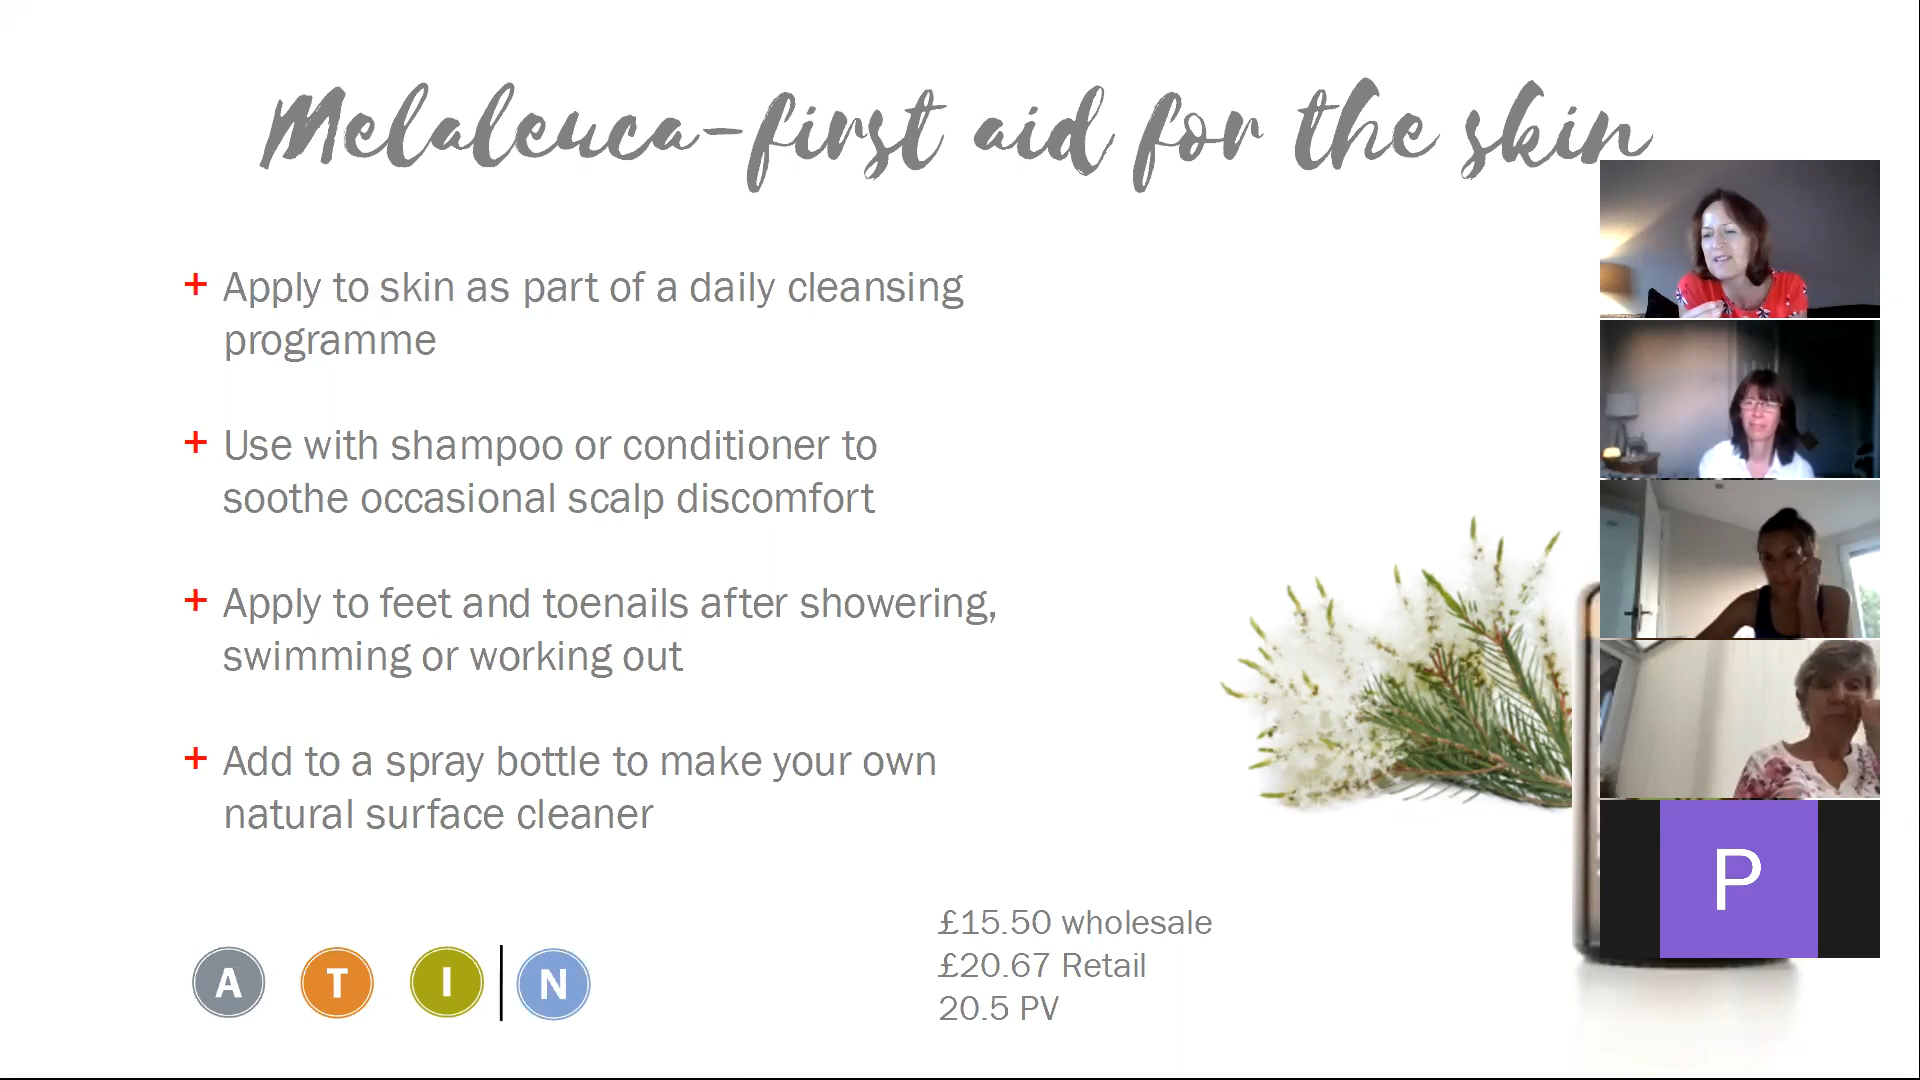 Melaleuca-first aid for the skin
+ Apply to skin as part of a daily cleansing
programme
+ Use with shampoo or conditioner to
soothe occasional scalp discomfort
+ Apply to feet and toenails after showering,
swimming or working out
+ Add to a spray bottle to make your own
natural surface cleaner
£15.50 wholesale
£20.67 Retail
20.5 PV
A T I N
P